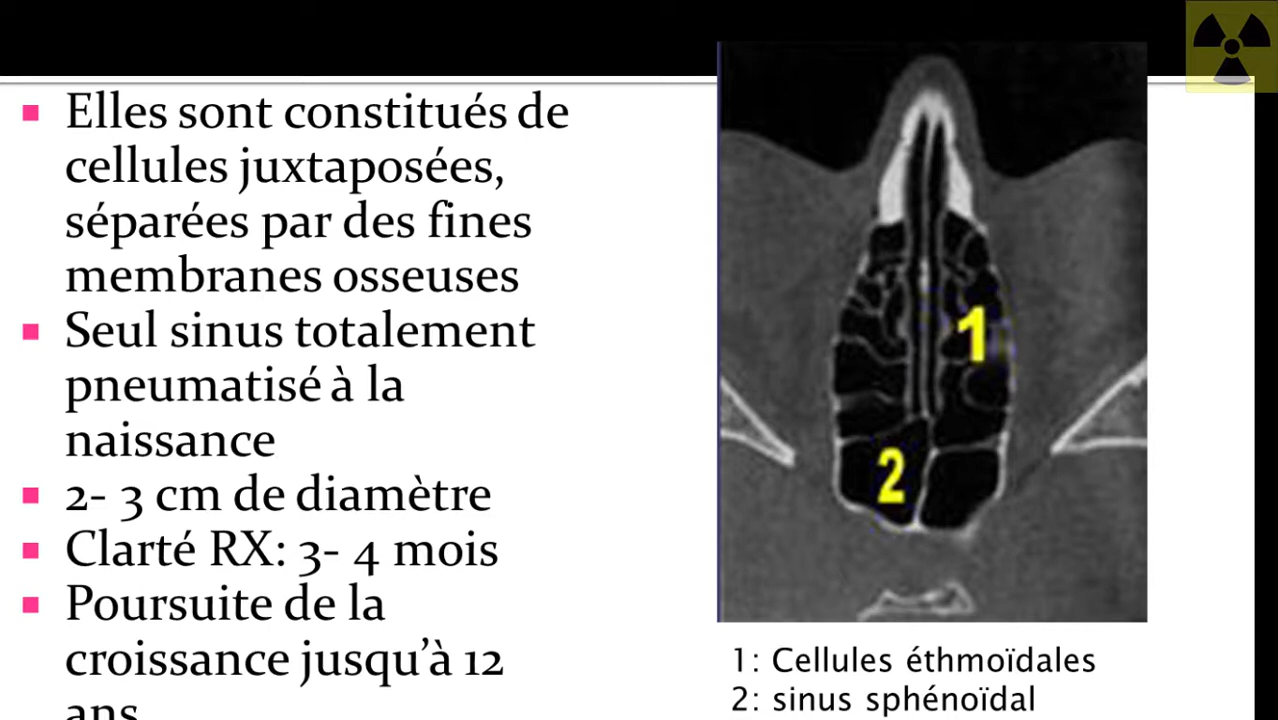 Elles sont constitués de
cellules juxtaposées,
séparées par des fines
membranes osseuses
Seul sinus totalement
pneumatisé à la
naissance
2- 3 cm de diamètre
Clarté RX: 3- 4 mois
Poursuite de la
croissance jusqu’à 12
ans
1
2
1: Cellules éthmoïdales
2: sinus sphénoïdal